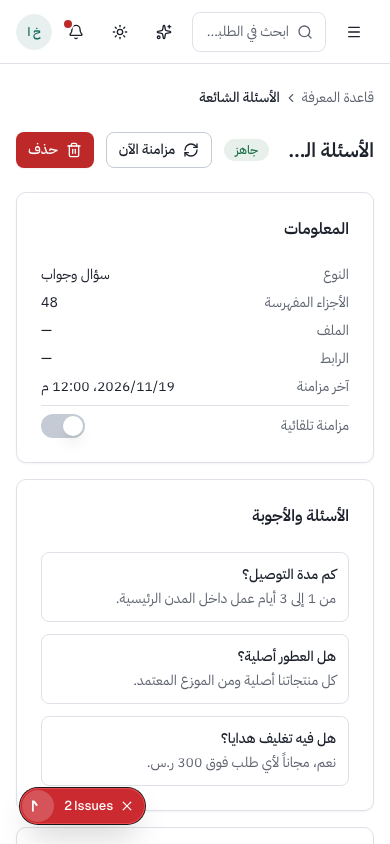 ابحث في الطلبـ...
خ ا
قاعدة المعرفة
الأسئلة الشائعة
الأسئلة الـ...
جاهز
مزامنة الآن
حذف
المعلومات
النوع سؤال وجواب
الأجزاء المفهرسة 48
الملف —
الرابط —
آخر مزامنة 2026/11/19، 12:00 م
مزامنة تلقائية
الأسئلة والأجوبة
كم مدة التوصيل؟
من 1 إلى 3 أيام عمل داخل المدن الرئيسية.
هل العطور أصلية؟
كل منتجاتنا أصلية ومن الموزع المعتمد.
هل فيه تغليف هدايا؟
نعم، مجاناً لأي طلب فوق 300 ر.س.
2 Issues